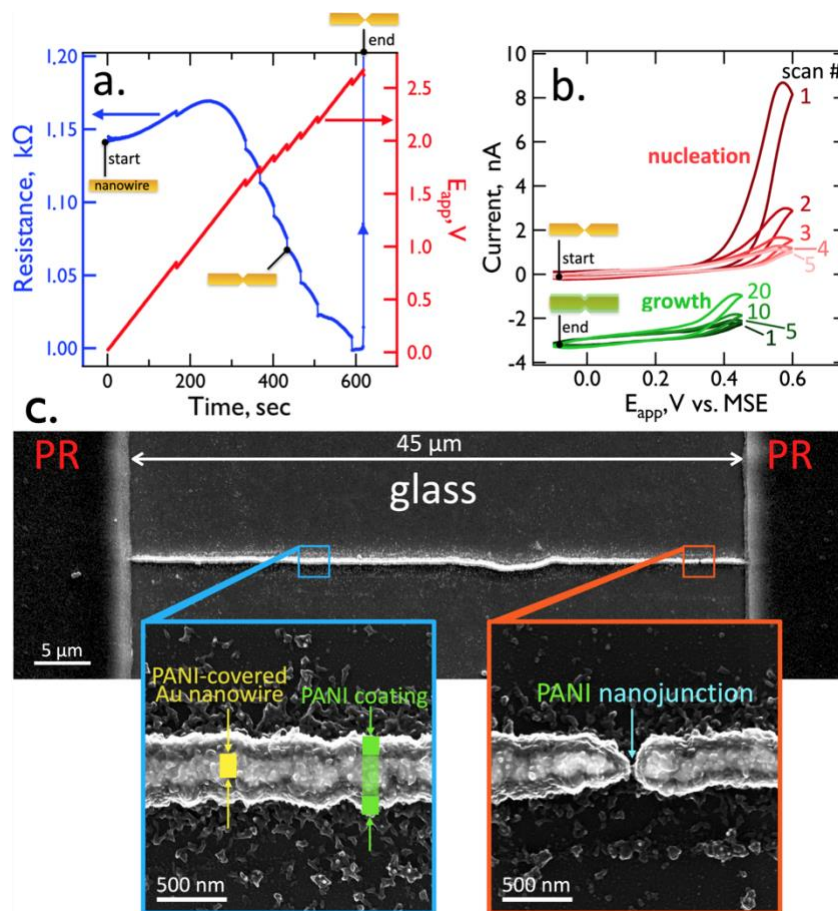 a.
1.20
1.15
1.10
1.05
1.00
Resistance, kΩ
0
200
400
600
Time, sec
start
nanowire
end
2.5
2.0
1.5
1.0
0.5
0.0
Eapp, V
b.
10
8
6
4
2
0
-2
-4
Current, nA
scan #
1
nucleation
2
3
4
5
start
growth
20
10
5
1
end
0.0
0.2
0.4
0.6
Eapp, V vs. MSE
c.
PR
45 μm
PR
glass
5 μm
PANI-covered
Au nanowire
PANI coating
500 nm
PANI nanojunction
500 nm